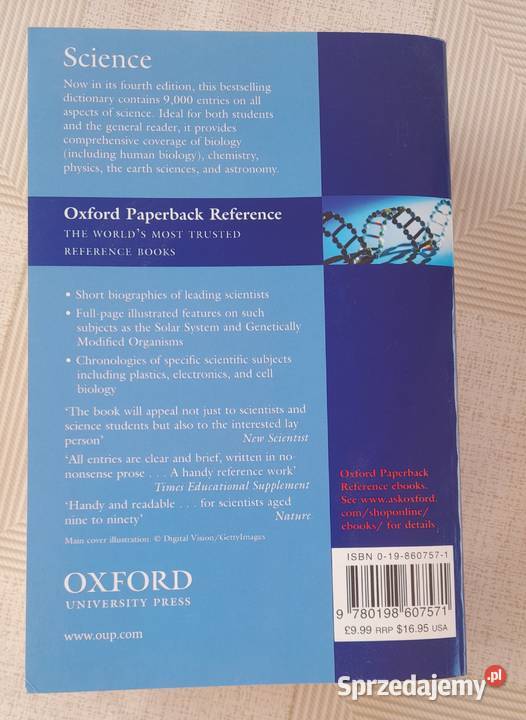 Science
Now in its fourth edition, this bestselling
dictionary contains 9,000 entries on all
aspects of science. Ideal for both students
and the general reader, it provides
comprehensive coverage of biology
(including human biology), chemistry,
physics, the earth sciences, and astronomy.
Oxford Paperback Reference
THE WORLD'S MOST TRUSTED
REFERENCE BOOKS
• Short biographies of leading scientists
• Full-page illustrated features on such
subjects as the Solar System and Genetically
Modified Organisms
• Chronologies of specific scientific subjects
including plastics, electronics, and cell
biology
'The book will appeal not just to scientists and
science students but also to the interested lay
person' New Scientist
'All entries are clear and brief, written in no-
nonsense prose . . . A handy reference work'
Times Educational Supplement
'Handy and readable . . . for scientists aged
nine to ninety' Nature
Main cover illustration: © Digital Vision/GettyImages
OXFORD
UNIVERSITY PRESS
www.oup.com
Oxford Paperback
Reference ebooks.
See www.askoxford.
com/shoponline/
ebooks/ for details
ISBN 0-19-860757-1
9 780198 607571
£9.99 RRP $16.95 USA
Sprzedajemy.pl